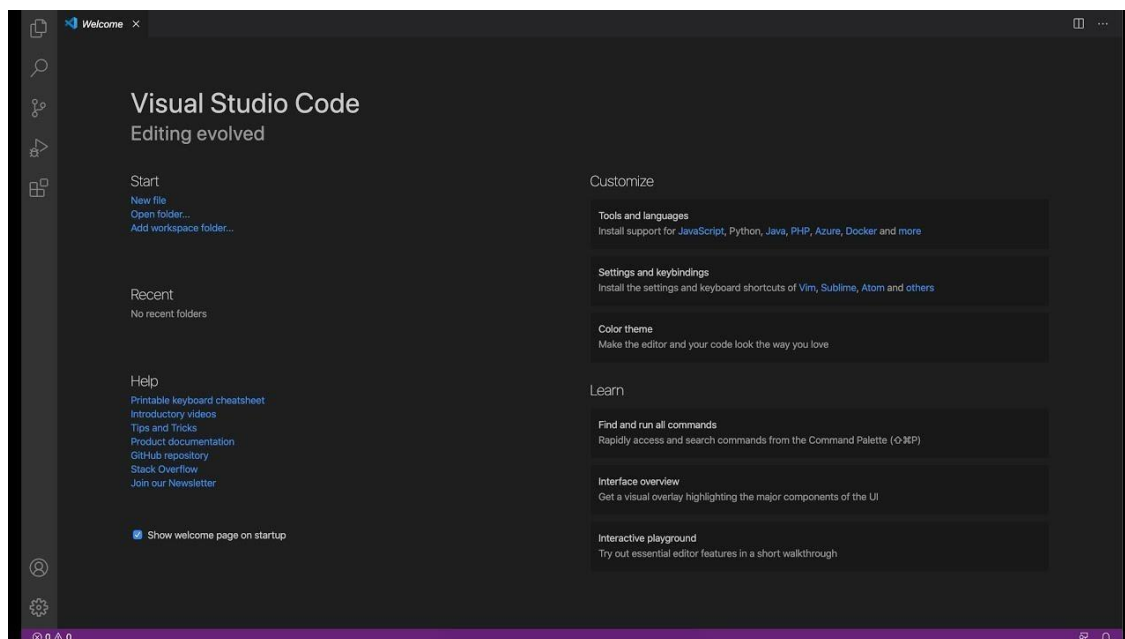 Welcome
Visual Studio Code
Editing evolved
Start
New file
Open folder...
Add workspace folder...
Recent
No recent folders
Help
Printable keyboard cheatsheet
Introductory videos
Tips and Tricks
Product documentation
GitHub repository
Stack Overflow
Join our Newsletter
Show welcome page on startup
Customize
Tools and languages
Install support for JavaScript, Python, Java, PHP, Azure, Docker and more
Settings and keybindings
Install the settings and keyboard shortcuts of Vim, Sublime, Atom and others
Color theme
Make the editor and your code look the way you love
Learn
Find and run all commands
Rapidly access and search commands from the Command Palette (⇧⌘P)
Interface overview
Get a visual overlay highlighting the major components of the UI
Interactive playground
Try out essential editor features in a short walkthrough
0 0